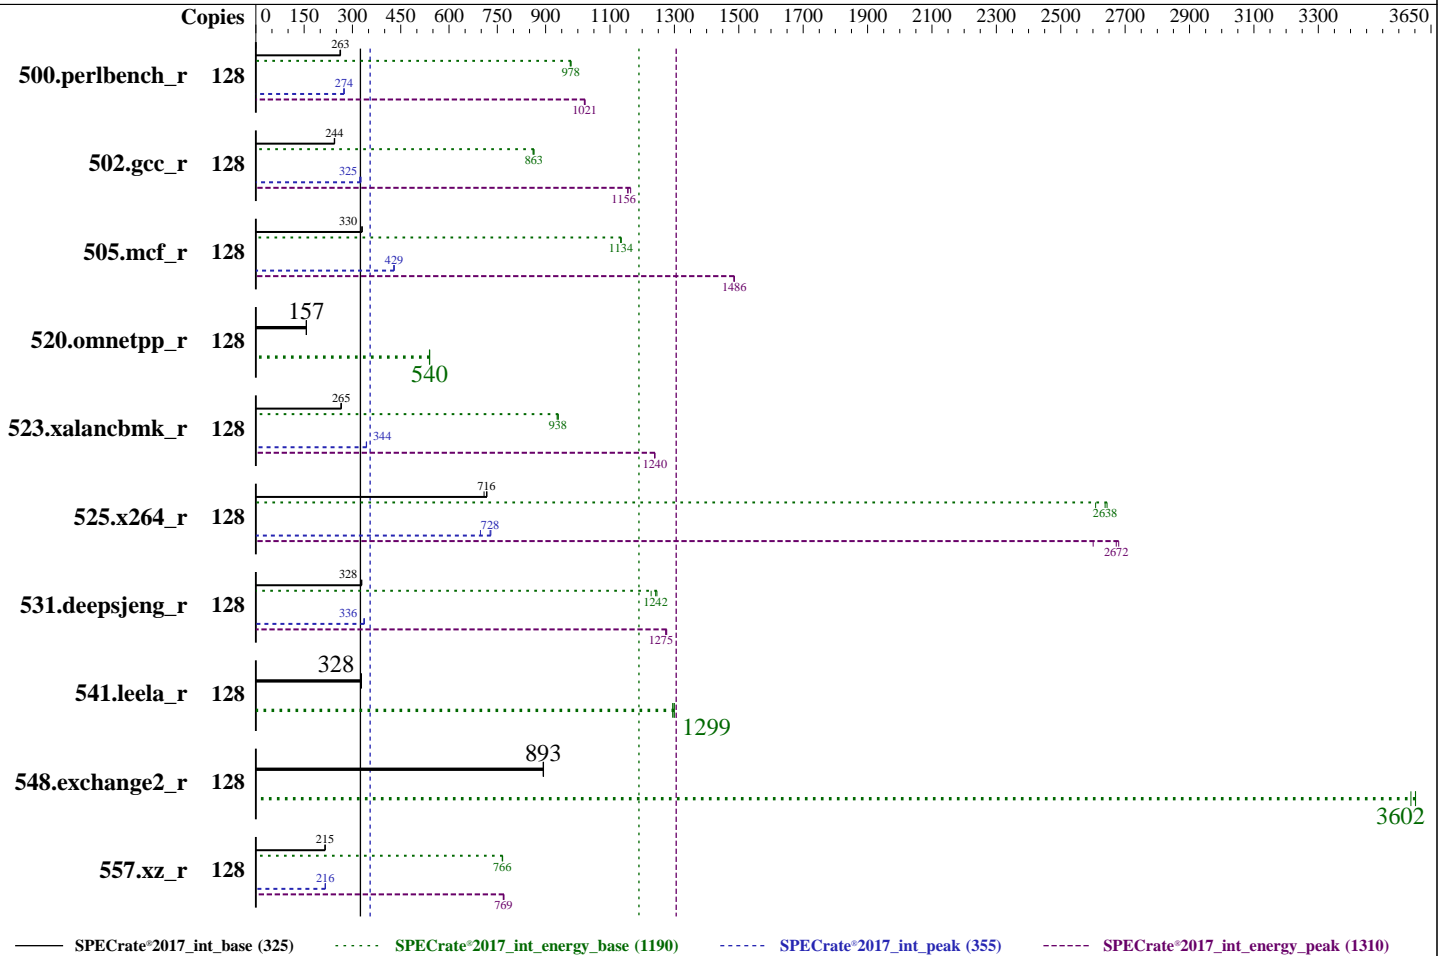 Copies 0 150 300 450 600 750 900 1100 1300 1500 1700 1900 2100 2300 2500 2700 2900 3100 3300 3650
263
500.perlbench_r 128
978
274
1021
244
502.gcc_r 128
863
325
1156
330
505.mcf_r 128
1134
429
1486
157
520.omnetpp_r 128
540
265
523.xalancbmk_r 128
938
344
1240
716
525.x264_r 128
2638
728
2672
328
531.deepsjeng_r 128
1242
336
1275
328
541.leela_r 128
1299
893
548.exchange2_r 128
3602
215
557.xz_r 128
766
216
769
SPECrate®2017_int_base (325) SPECrate®2017_int_energy_base (1190) SPECrate®2017_int_peak (355) SPECrate®2017_int_energy_peak (1310)